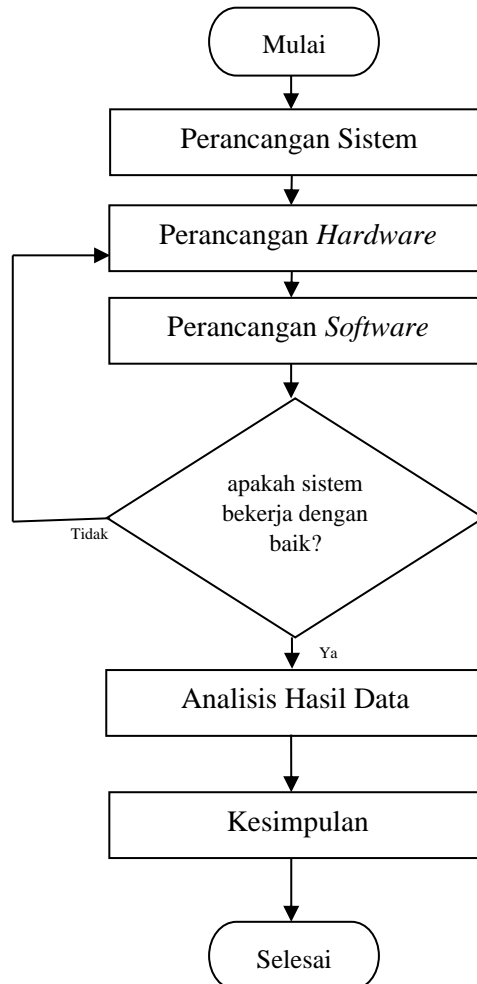 Mulai
Perancangan Sistem
Perancangan Hardware
Perancangan Software
apakah sistem
bekerja dengan
baik?
Tidak
Ya
Analisis Hasil Data
Kesimpulan
Selesai